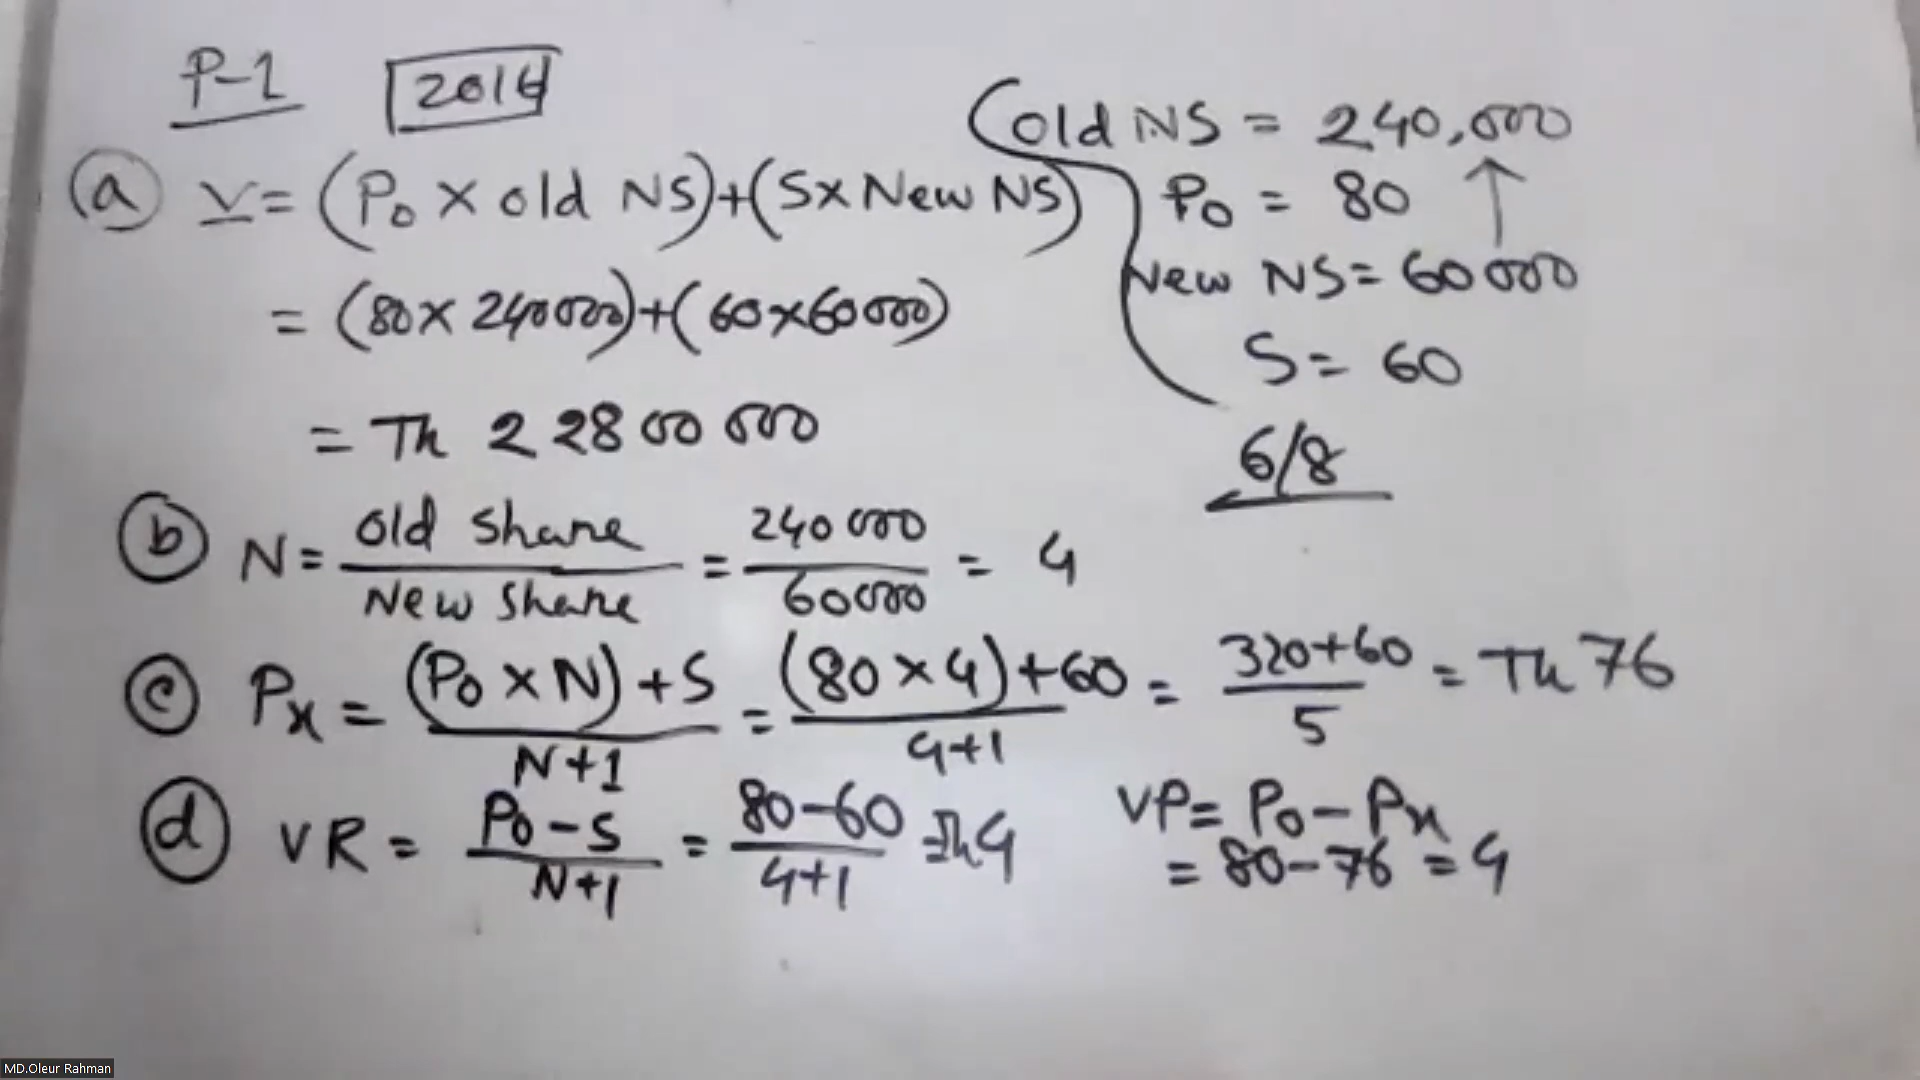 P-1 2014
old NS = 240,000
P0 = 80
New NS = 60000
S = 60
6/8
(a) V = (P0 × old NS) + (S × New NS)
= (80 × 240000) + (60 × 60000)
= Tk 22800000
(b) N = old share / New share = 240000 / 60000 = 4
(c) Px = (P0 × N) + S / N+1 = (80 × 4) + 60 / 4+1 = 320+60 / 5 = Tk 76
(d) VR = P0 - S / N+1 = 80-60 / 4+1 = Tk 4
VP = P0 - Px
= 80-76 = 4
MD.Oleur Rahman